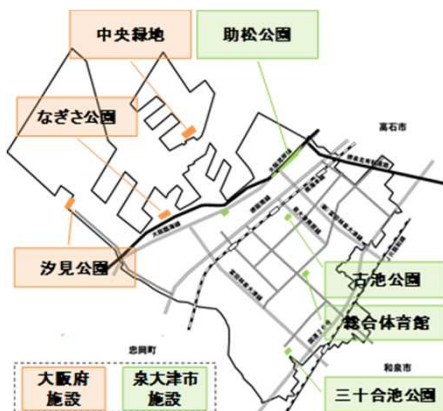 中央緑地
助松公園
なぎさ公園
高石市
汐見公園
古池公園
総合体育館
忠岡町
和泉市
大阪府
施設
泉大津市
施設
三十合池公園